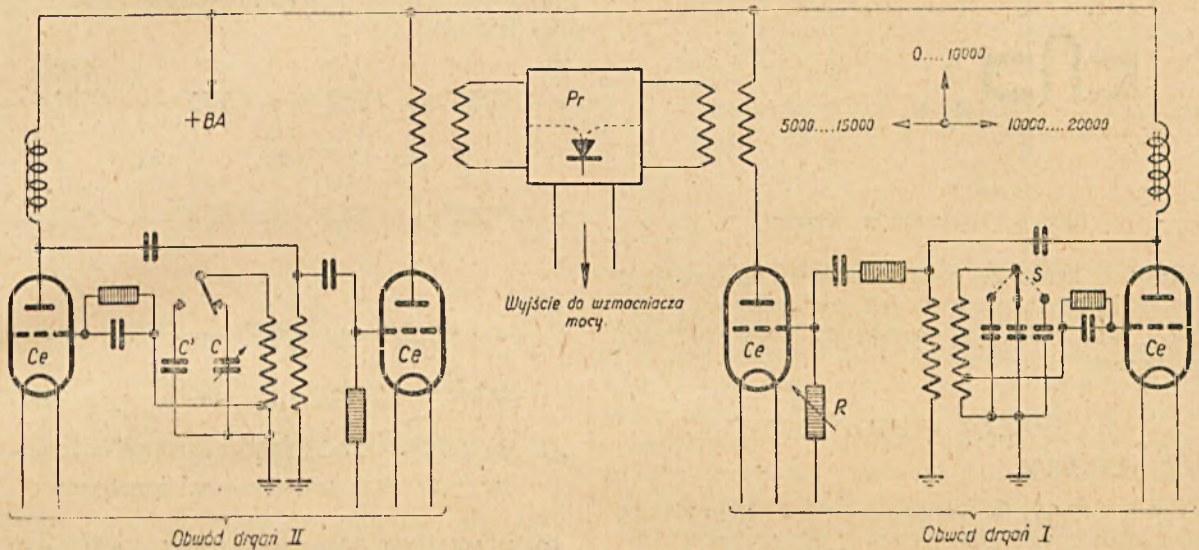 +BA
Pr
0....10000
5000....15000
10000....20000
Wyjście do wzmacniacza
mocy
Ce
C'
C
Ce
Ce
R
S
Ce
Obwód drgań II
Obwód drgań I